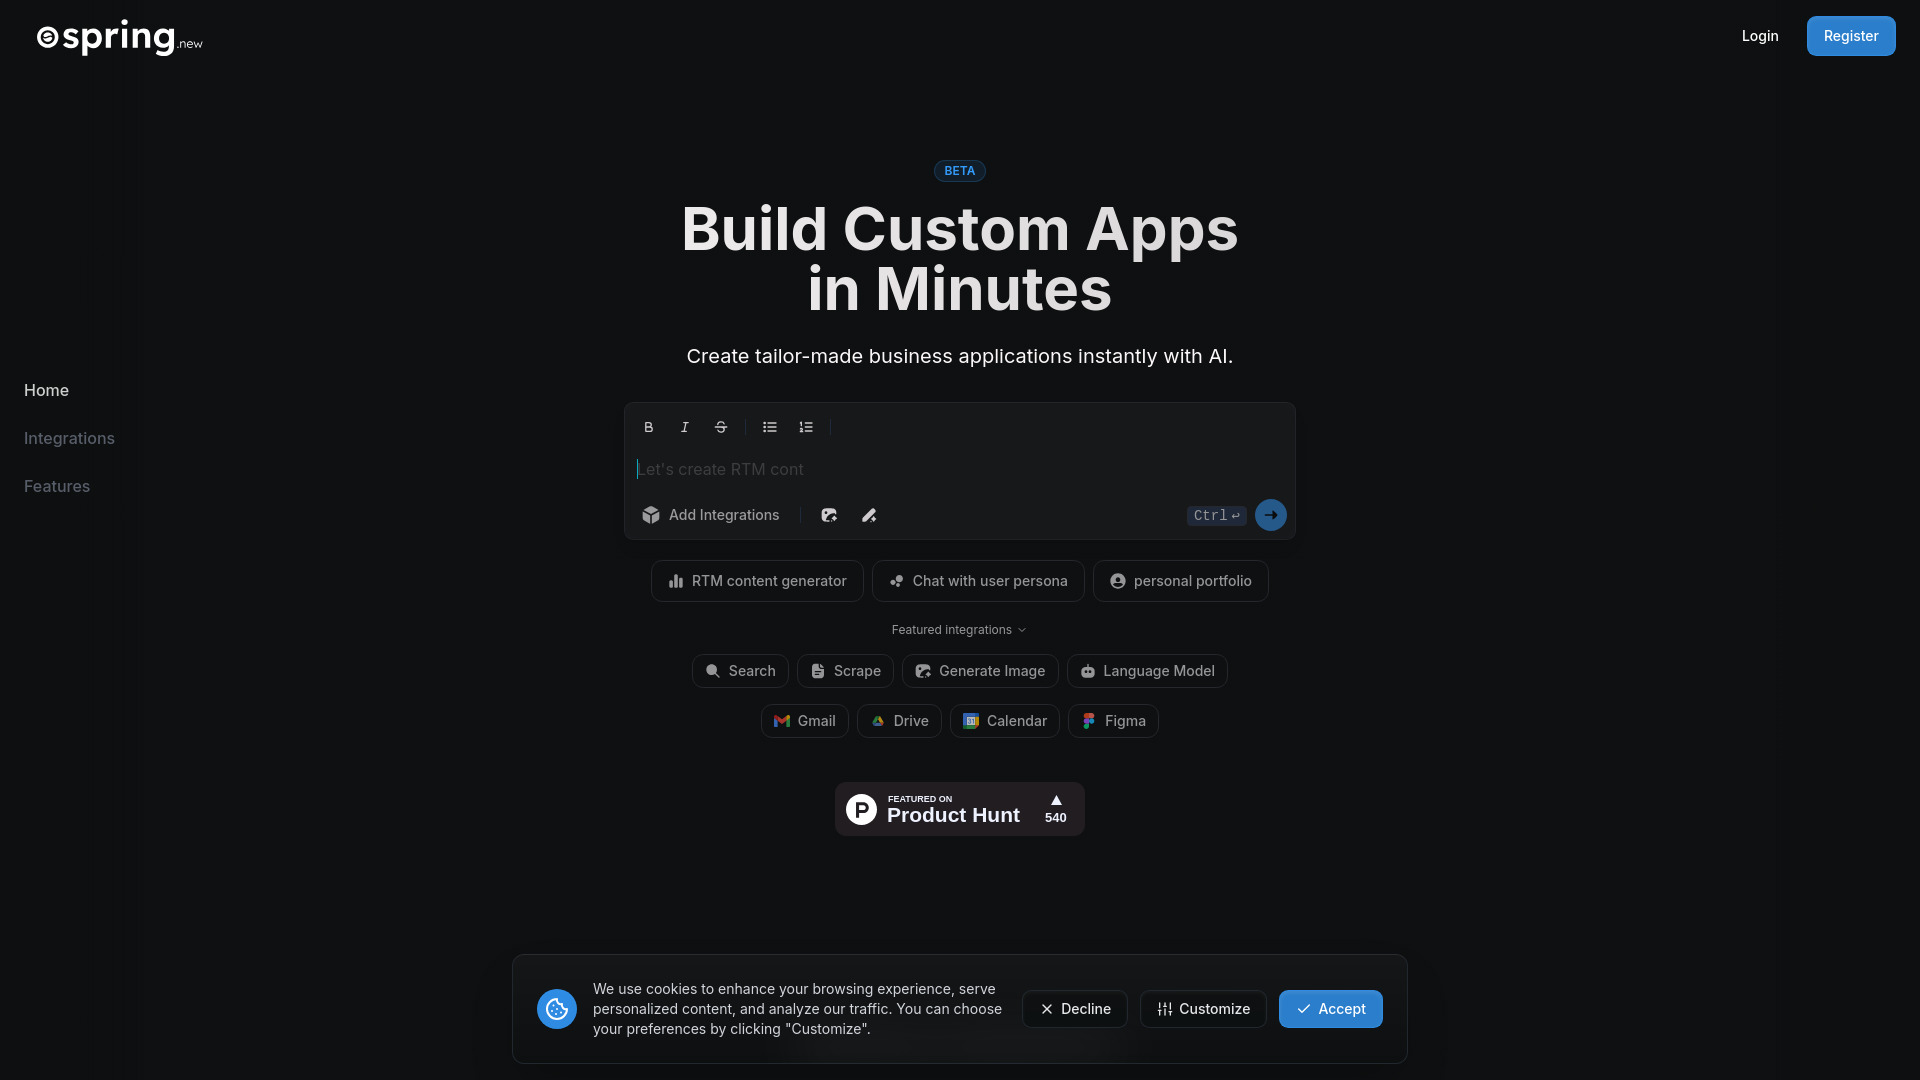 spring.new
Login
Register
BETA
Build Custom Apps
in Minutes
Create tailor-made business applications instantly with AI.
Home
Integrations
Features
Let's create RTM cont
Add Integrations
Ctrl ↩
RTM content generator
Chat with user persona
personal portfolio
Featured integrations
Search
Scrape
Generate Image
Language Model
Gmail
Drive
31
Calendar
Figma
P
FEATURED ON
Product Hunt
540
We use cookies to enhance your browsing experience, serve
personalized content, and analyze our traffic. You can choose
your preferences by clicking "Customize".
Decline
Customize
Accept